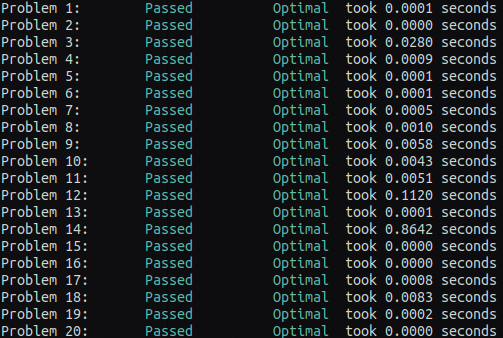 Problem 1: Passed Optimal took 0.0001 seconds
Problem 2: Passed Optimal took 0.0000 seconds
Problem 3: Passed Optimal took 0.0280 seconds
Problem 4: Passed Optimal took 0.0009 seconds
Problem 5: Passed Optimal took 0.0001 seconds
Problem 6: Passed Optimal took 0.0001 seconds
Problem 7: Passed Optimal took 0.0005 seconds
Problem 8: Passed Optimal took 0.0010 seconds
Problem 9: Passed Optimal took 0.0058 seconds
Problem 10: Passed Optimal took 0.0043 seconds
Problem 11: Passed Optimal took 0.0051 seconds
Problem 12: Passed Optimal took 0.1120 seconds
Problem 13: Passed Optimal took 0.0001 seconds
Problem 14: Passed Optimal took 0.8642 seconds
Problem 15: Passed Optimal took 0.0000 seconds
Problem 16: Passed Optimal took 0.0000 seconds
Problem 17: Passed Optimal took 0.0008 seconds
Problem 18: Passed Optimal took 0.0083 seconds
Problem 19: Passed Optimal took 0.0002 seconds
Problem 20: Passed Optimal took 0.0000 seconds